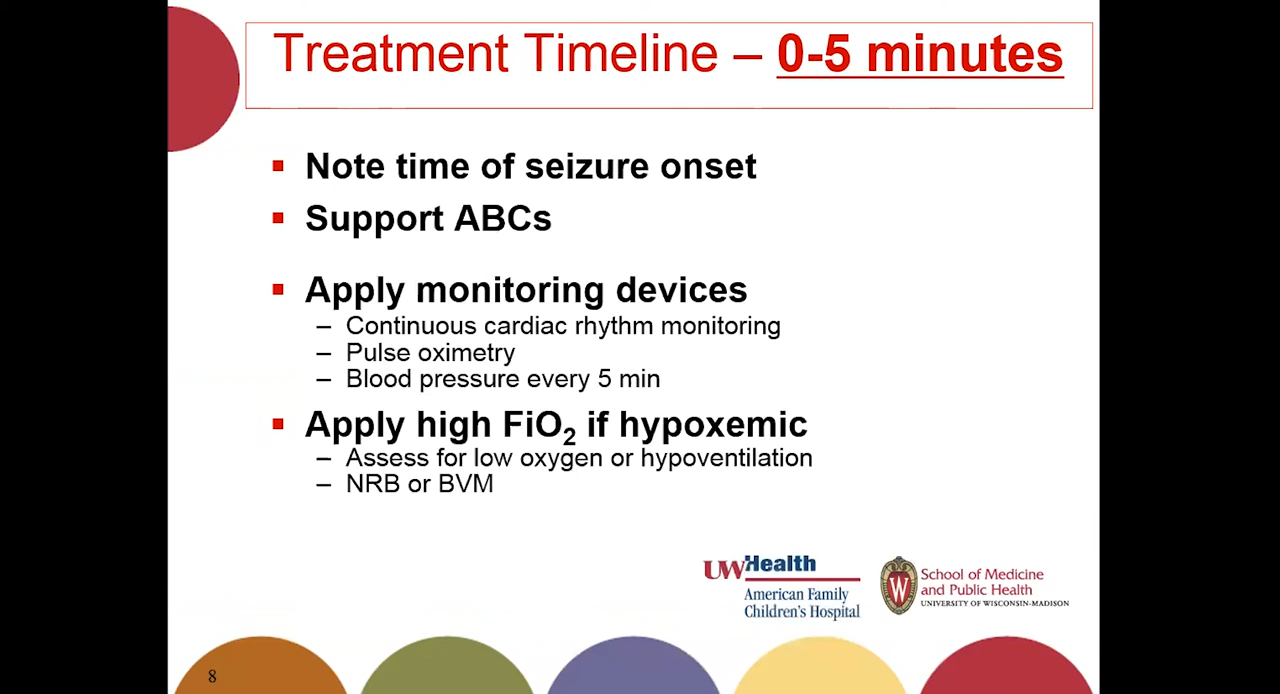 Treatment Timeline – 0-5 minutes
▪ Note time of seizure onset
▪ Support ABCs
▪ Apply monitoring devices
– Continuous cardiac rhythm monitoring
– Pulse oximetry
– Blood pressure every 5 min
▪ Apply high FiO₂ if hypoxemic
– Assess for low oxygen or hypoventilation
– NRB or BVM
UWHealth
American Family
Children's Hospital
W
School of Medicine
and Public Health
UNIVERSITY OF WISCONSIN-MADISON
8